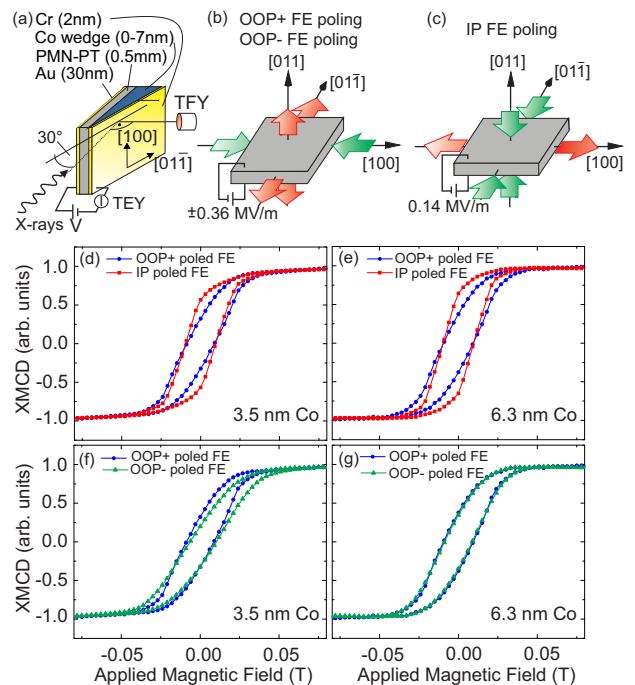 (a)
Cr (2nm)
Co wedge (0-7nm)
PMN-PT (0.5mm)
Au (30nm)
TFY
30°
[100]
[011̄]
X-rays
V
I
TEY
(b)
OOP+ FE poling
OOP- FE poling
[011]
[011̄]
[100]
±0.36 MV/m
(c)
IP FE poling
[011]
[011̄]
[100]
0.14 MV/m
(d)
OOP+ poled FE
IP poled FE
3.5 nm Co
1.0
0.5
0.0
-0.5
-1.0
XMCD (arb. units)
(e)
OOP+ poled FE
IP poled FE
6.3 nm Co
(f)
OOP+ poled FE
OOP- poled FE
3.5 nm Co
1.0
0.5
0.0
-0.5
-1.0
XMCD (arb. units)
-0.05 0.00 0.05
Applied Magnetic Field (T)
(g)
OOP+ poled FE
OOP- poled FE
6.3 nm Co
-0.05 0.00 0.05
Applied Magnetic Field (T)